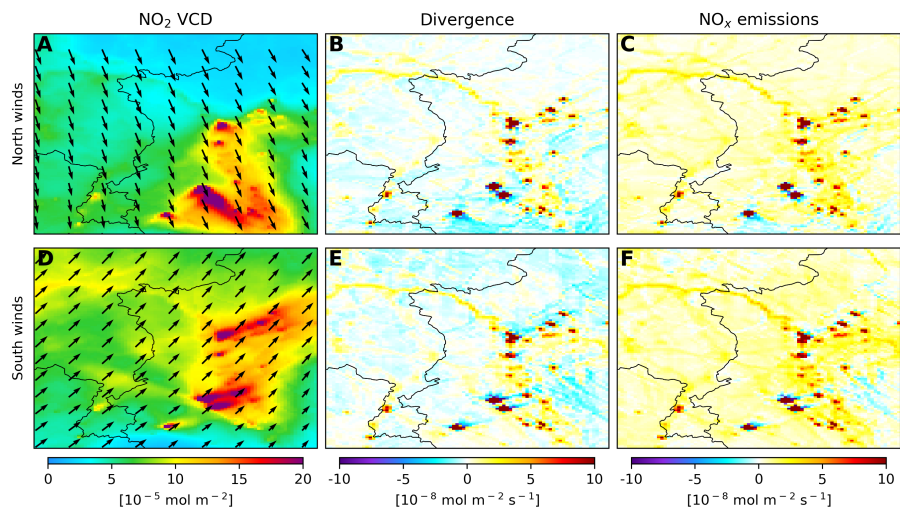 NO₂ VCD
Divergence
NOₓ emissions
North winds
A
B
C
South winds
D
E
F
0 5 10 15 20
-10 -5 0 5 10
-10 -5 0 5 10
[10⁻⁵ mol m⁻²]
[10⁻⁸ mol m⁻² s⁻¹]
[10⁻⁸ mol m⁻² s⁻¹]